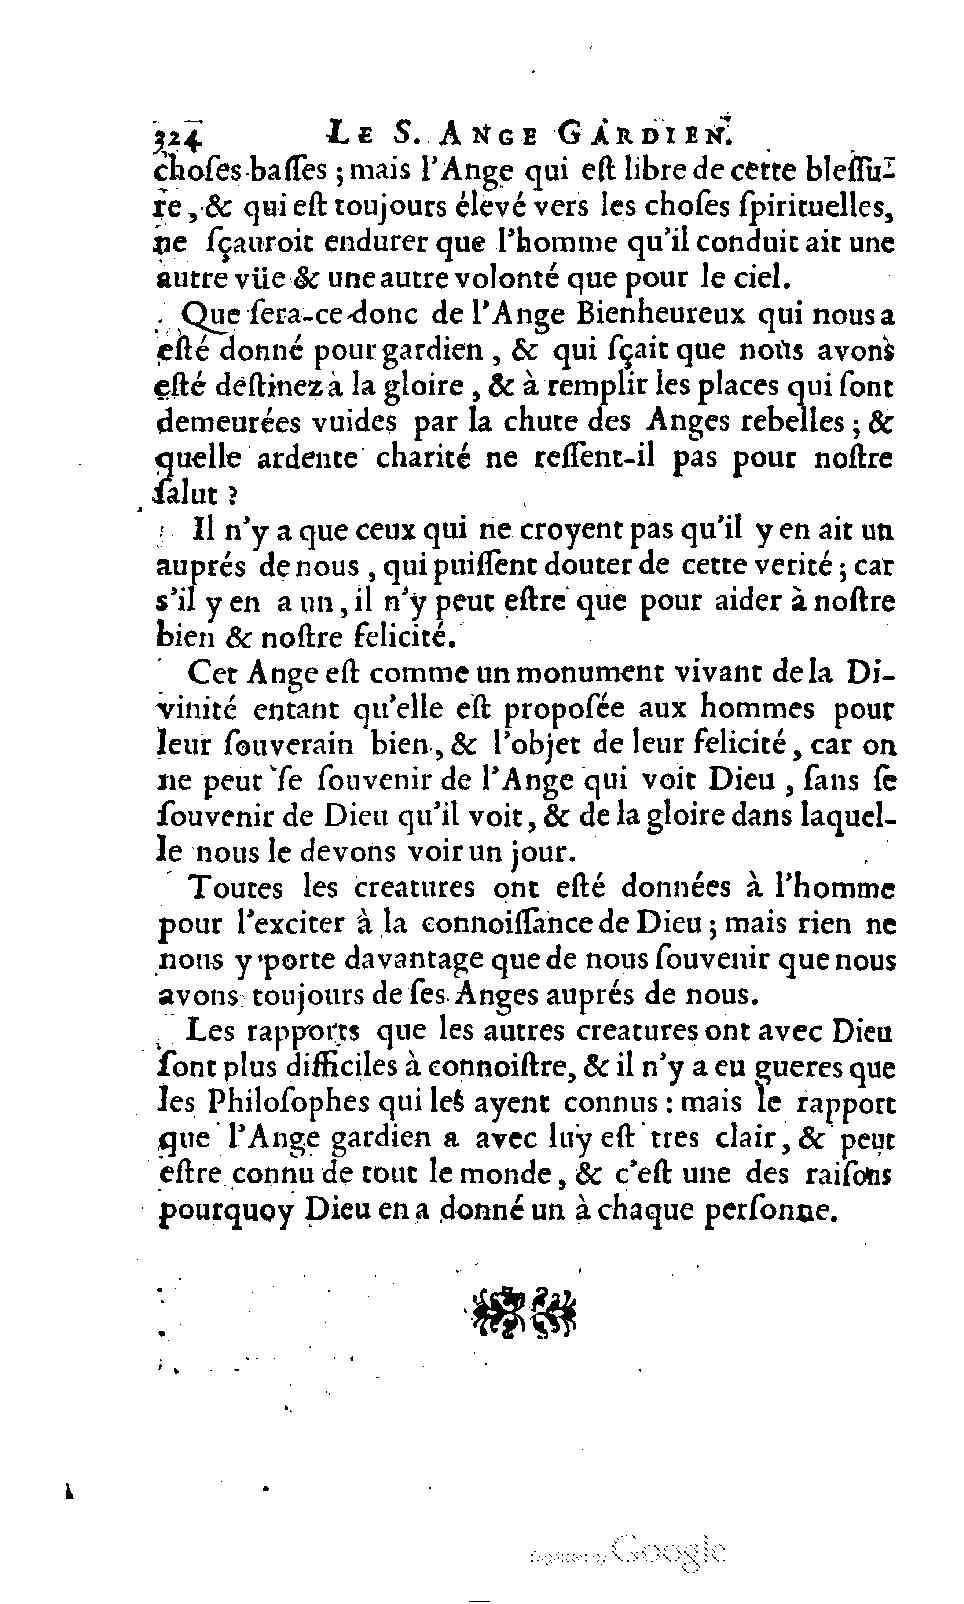 324 LE S. ANGE GARDIEN.
choſes baſſes ; mais l'Ange qui eſt libre de cette bleſſu-
re, & qui eſt toujours élevé vers les choſes ſpirituelles,
ne ſçauroit endurer que l'homme qu'il conduit ait une
autre vüe & une autre volonté que pour le ciel.
Que ſera-ce donc de l'Ange Bienheureux qui nous a
eſté donné pour gardien, & qui ſçait que nous avons
eſté deſtinez à la gloire, & à remplir les places qui ſont
demeurées vuides par la chute des Anges rebelles ; &
quelle ardente charité ne reſſent-il pas pour noſtre
ſalut ?
Il n'y a que ceux qui ne croyent pas qu'il y en ait un
auprés de nous, qui puiſſent douter de cette verité ; car
s'il y en a un, il n'y peut eſtre que pour aider à noſtre
bien & noſtre felicité.
Cet Ange eſt comme un monument vivant de la Di-
vinité entant qu'elle eſt propoſée aux hommes pour
leur ſouverain bien, & l'objet de leur felicité, car on
ne peut ſe ſouvenir de l'Ange qui voit Dieu, ſans ſe
ſouvenir de Dieu qu'il voit, & de la gloire dans laquel-
le nous le devons voir un jour.
Toutes les creatures ont eſté données à l'homme
pour l'exciter à la connoiſſance de Dieu ; mais rien ne
nous y porte davantage que de nous ſouvenir que nous
avons toujours de ſes Anges auprés de nous.
Les rapports que les autres creatures ont avec Dieu
ſont plus difficiles à connoiſtre, & il n'y a eu gueres que
les Philoſophes qui les ayent connus : mais le rapport
que l'Ange gardien a avec luy eſt tres clair, & peut
eſtre connu de tout le monde, & c'eſt une des raiſons
pourquoy Dieu en a donné un à chaque perſonne.
Digitized by Google